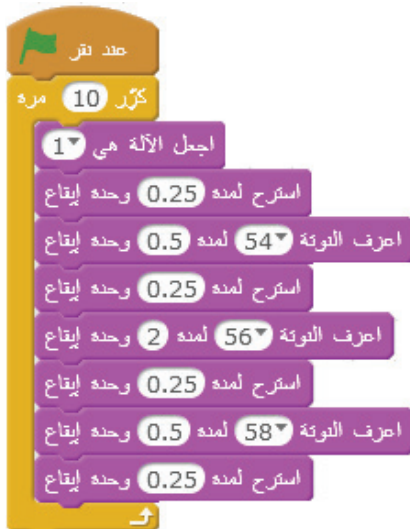 عند نقر
كرّر 10 مرة
اجعل الآلة هي 1
استرح لمدة 0.25 وحدة إيقاع
اعزف النوتة 54 لمدة 0.5 وحدة إيقاع
استرح لمدة 0.25 وحدة إيقاع
اعزف النوتة 56 لمدة 2 وحدة إيقاع
استرح لمدة 0.25 وحدة إيقاع
اعزف النوتة 58 لمدة 0.5 وحدة إيقاع
استرح لمدة 0.25 وحدة إيقاع